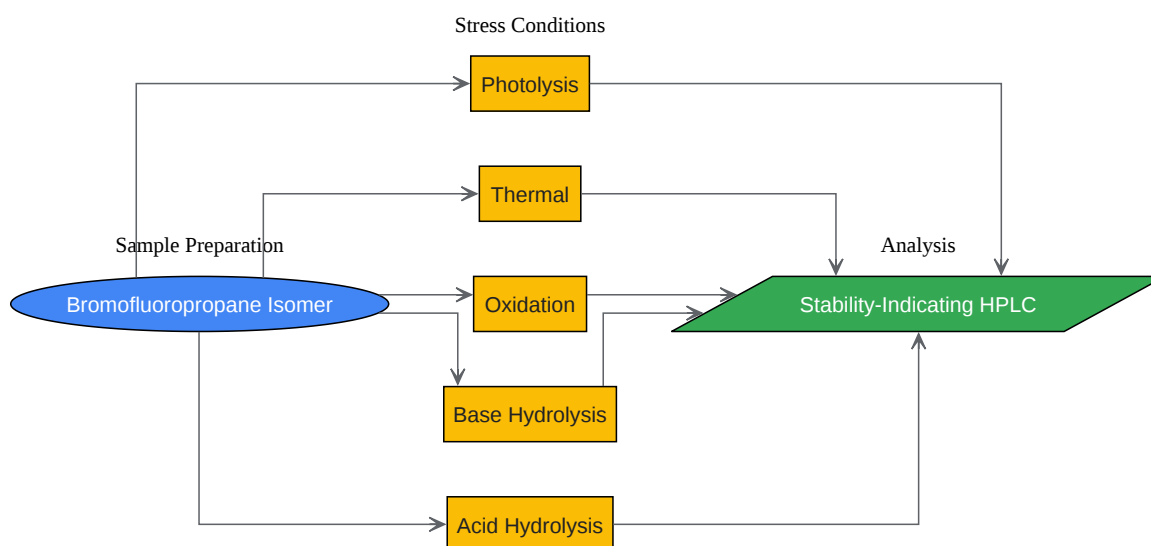 Stress Conditions
Photolysis
Thermal
Sample Preparation
Analysis
Bromofluoropropane Isomer
Oxidation
Stability-Indicating HPLC
Base Hydrolysis
Acid Hydrolysis